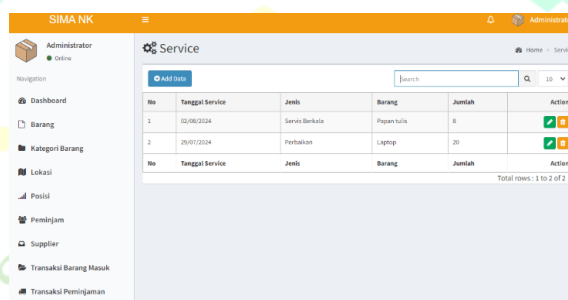 SIMA NK
Administrator
Administrator
Online
Service
Home > Servi
Navigation
Add Data
Search
10
Dashboard
No Tanggal Service Jenis Barang Jumlah Action
1 02/08/2024 Servis Berkala Papan tulis 8
2 29/07/2024 Perbaikan Laptop 20
No Tanggal Service Jenis Barang Jumlah Action
Total rows : 1 to 2 of 2
Barang
Kategori Barang
Lokasi
Posisi
Peminjam
Supplier
Transaksi Barang Masuk
Transaksi Peminjaman